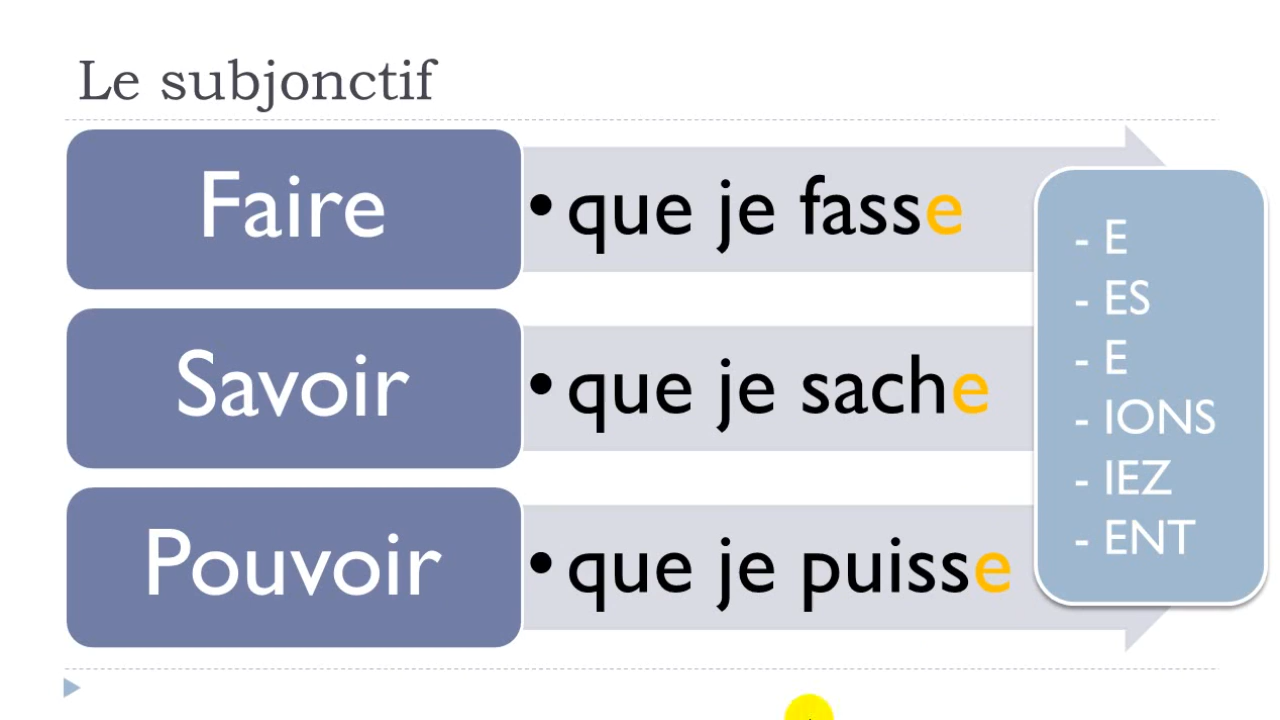 Le subjonctif
Faire
• que je fasse
Savoir
• que je sache
Pouvoir
• que je puisse
- E
- ES
- E
- IONS
- IEZ
- ENT